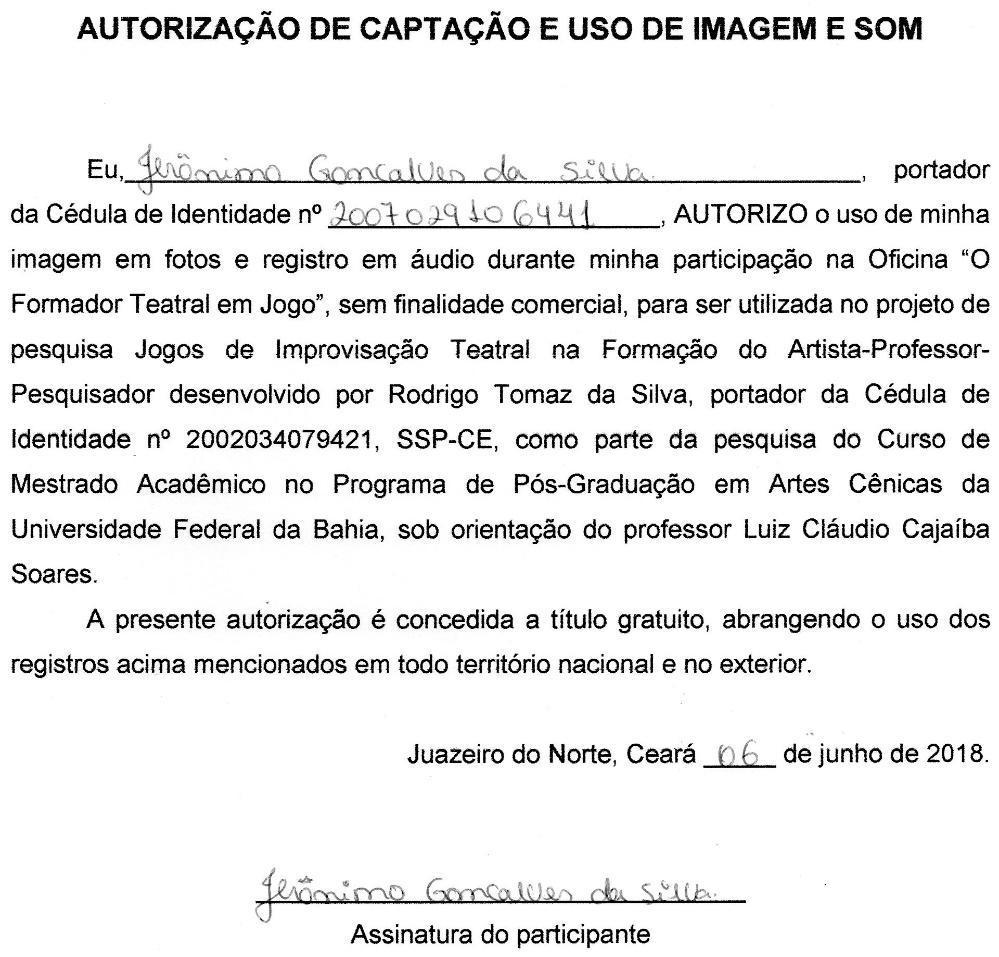 AUTORIZAÇÃO DE CAPTAÇÃO E USO DE IMAGEM E SOM
Eu, Jerônimo Goncalves da Silva, portador
da Cédula de Identidade nº 2007029106441, AUTORIZO o uso de minha
imagem em fotos e registro em áudio durante minha participação na Oficina “O
Formador Teatral em Jogo”, sem finalidade comercial, para ser utilizada no projeto de
pesquisa Jogos de Improvisação Teatral na Formação do Artista-Professor-
Pesquisador desenvolvido por Rodrigo Tomaz da Silva, portador da Cédula de
Identidade nº 2002034079421, SSP-CE, como parte da pesquisa do Curso de
Mestrado Acadêmico no Programa de Pós-Graduação em Artes Cênicas da
Universidade Federal da Bahia, sob orientação do professor Luiz Cláudio Cajaíba
Soares.
A presente autorização é concedida a título gratuito, abrangendo o uso dos
registros acima mencionados em todo território nacional e no exterior.
Juazeiro do Norte, Ceará 06 de junho de 2018.
Jerônimo Goncalves da Silva.
Assinatura do participante